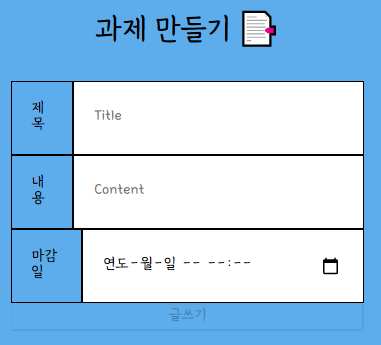 과제 만들기
제
목
Title
내
용
Content
마감
일
연도-월-일 -- --:--
글쓰기